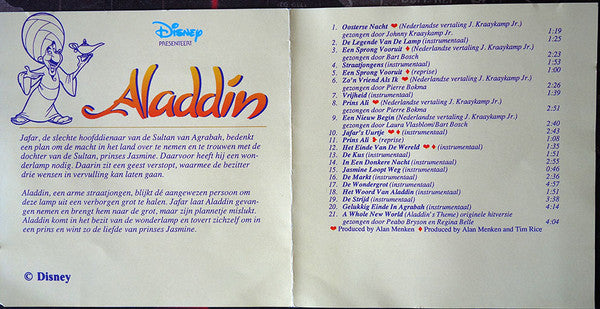 Disney
PRESENTEERT
Aladdin
Jafar, de slechte hoofddienaar van de Sultan van Agrabah, bedenkt
een plan om de macht in het land over te nemen en te trouwen met de
dochter van de Sultan, prinses Jasmine. Daarvoor heeft hij een won-
derlamp nodig. Daarin zit een geest verstopt, waarmee de bezitter
drie wensen in vervulling kan laten gaan.
Aladdin, een arme straatjongen, blijkt dé aangewezen persoon om
deze lamp uit een verborgen grot te halen. Jafar laat Aladdin gevan-
gen nemen en brengt hem naar de grot, maar zijn plannetje mislukt.
Aladdin komt in het bezit van de wonderlamp en tovert zichzelf om in
een prins en wint zo de liefde van prinses Jasmine.
© Disney
1. Oosterse Nacht ❤ (Nederlandse vertaling J. Kraaykamp Jr.)
gezongen door Johnny Kraaykamp Jr. 1:19
2. De Legende Van De Lamp (instrumentaal) 1:25
3. Een Sprong Vooruit ♦ (Nederlandse vertaling J. Kraaykamp Jr.)
gezongen door Bart Bosch 2:23
4. Straatjongens (instrumentaal) 1:53
5. Een Sprong Vooruit ♦ (reprise) 1:00
6. Zo'n Vriend Als Ik ❤ (Nederlandse vertaling J. Kraaykamp Jr.)
gezongen door Pierre Bokma 2:26
7. Vrijheid (instrumentaal) 1:39
8. Prins Ali ❤ (Nederlandse vertaling J. Kraaykamp Jr.)
gezongen door Pierre Bokma 2:51
9. Een Nieuw Begin (Nederlandse vertaling J. Kraaykamp Jr.)
gezongen door Laura Vlasblom/Bart Bosch 2:40
10. Jafar's Uurtje ❤♦ (instrumentaal) 2:43
11. Prins Ali ♦ (reprise) 1:08
12. Het Einde Van De Wereld ❤♦ (instrumentaal)
13. De Kus (instrumentaal) 1:51
14. In Een Donkere Nacht (instrumentaal)
15. Jasmine Loopt Weg (instrumentaal) 0:46
16. De Markt (instrumentaal) 2:36
17. De Wondergrot (instrumentaal) 4:57
18. Het Woord Van Aladdin (instrumentaal) 1:51
19. De Strijd (instrumentaal) 3:38
20. Gelukkig Einde In Agrabah (instrumentaal) 4:14
21. A Whole New World (Aladdin's Theme) originele hitversie
gezongen door Peabo Bryson en Regina Belle 4:04
❤ Produced by Alan Menken ♦ Produced by Alan Menken and Tim Rice